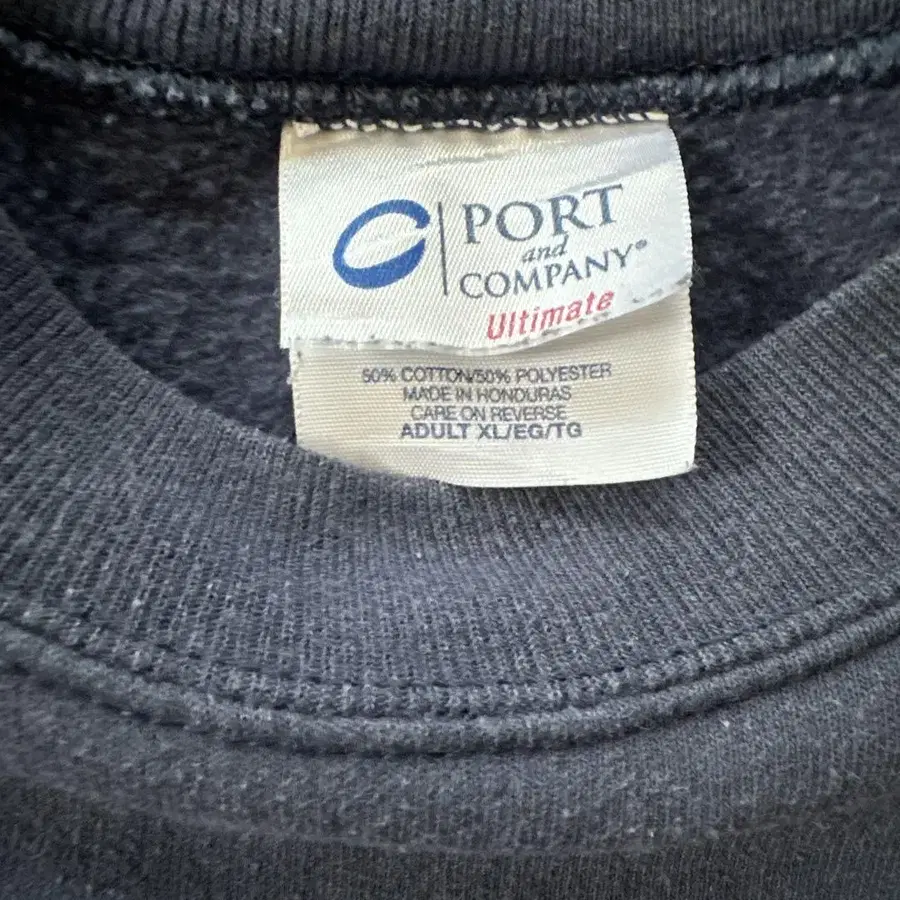 PORT
and
COMPANY®
Ultimate
50% COTTON/50% POLYESTER
MADE IN HONDURAS
CARE ON REVERSE
ADULT XL/EG/TG